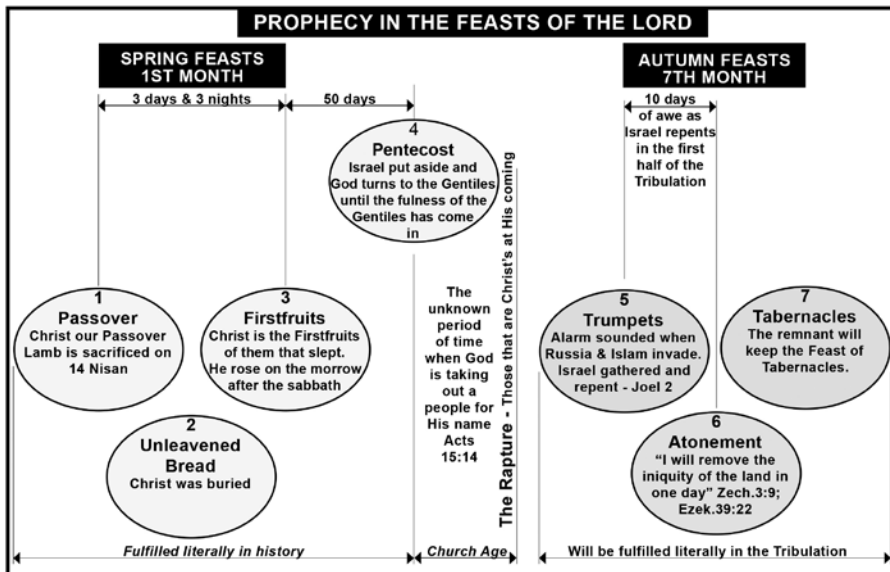 PROPHECY IN THE FEASTS OF THE LORD
SPRING FEASTS
1ST MONTH
3 days & 3 nights
50 days
4
Pentecost
Israel put aside and
God turns to the Gentiles
until the fulness of the
Gentiles has come
in
1
Passover
Christ our Passover
Lamb is sacrificed on
14 Nisan
3
Firstfruits
Christ is the Firstfruits
of them that slept.
He rose on the morrow
after the sabbath
2
Unleavened
Bread
Christ was buried
The
unknown
period
of time
when God
is taking
out a
people for
His name
Acts
15:14
The Rapture - Those that are Christ's at His coming
AUTUMN FEASTS
7TH MONTH
10 days
of awe as
Israel repents
in the first
half of the
Tribulation
5
Trumpets
Alarm sounded when
Russia & Islam invade.
Israel gathered and
repent - Joel 2
7
Tabernacles
The remnant will
keep the Feast of
Tabernacles.
6
Atonement
“I will remove the
iniquity of the land in
one day” Zech.3:9;
Ezek.39:22
Fulfilled literally in history
Church Age
Will be fulfilled literally in the Tribulation